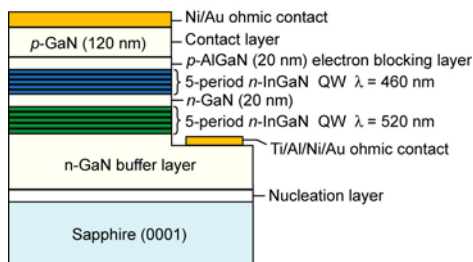 Ni/Au ohmic contact
p-GaN (120 nm)
Contact layer
p-AlGaN (20 nm) electron blocking layer
5-period n-InGaN QW λ = 460 nm
n-GaN (20 nm)
5-period n-InGaN QW λ = 520 nm
Ti/Al/Ni/Au ohmic contact
n-GaN buffer layer
Nucleation layer
Sapphire (0001)